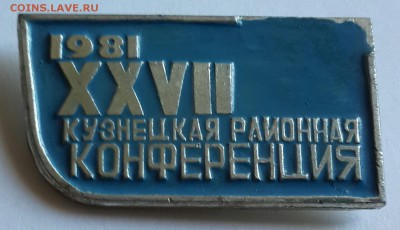 COINS.LAVE.RU
1981
XXVII
КУЗНЕЦКАЯ РАЙОННАЯ
КОНФЕРЕНЦИЯ